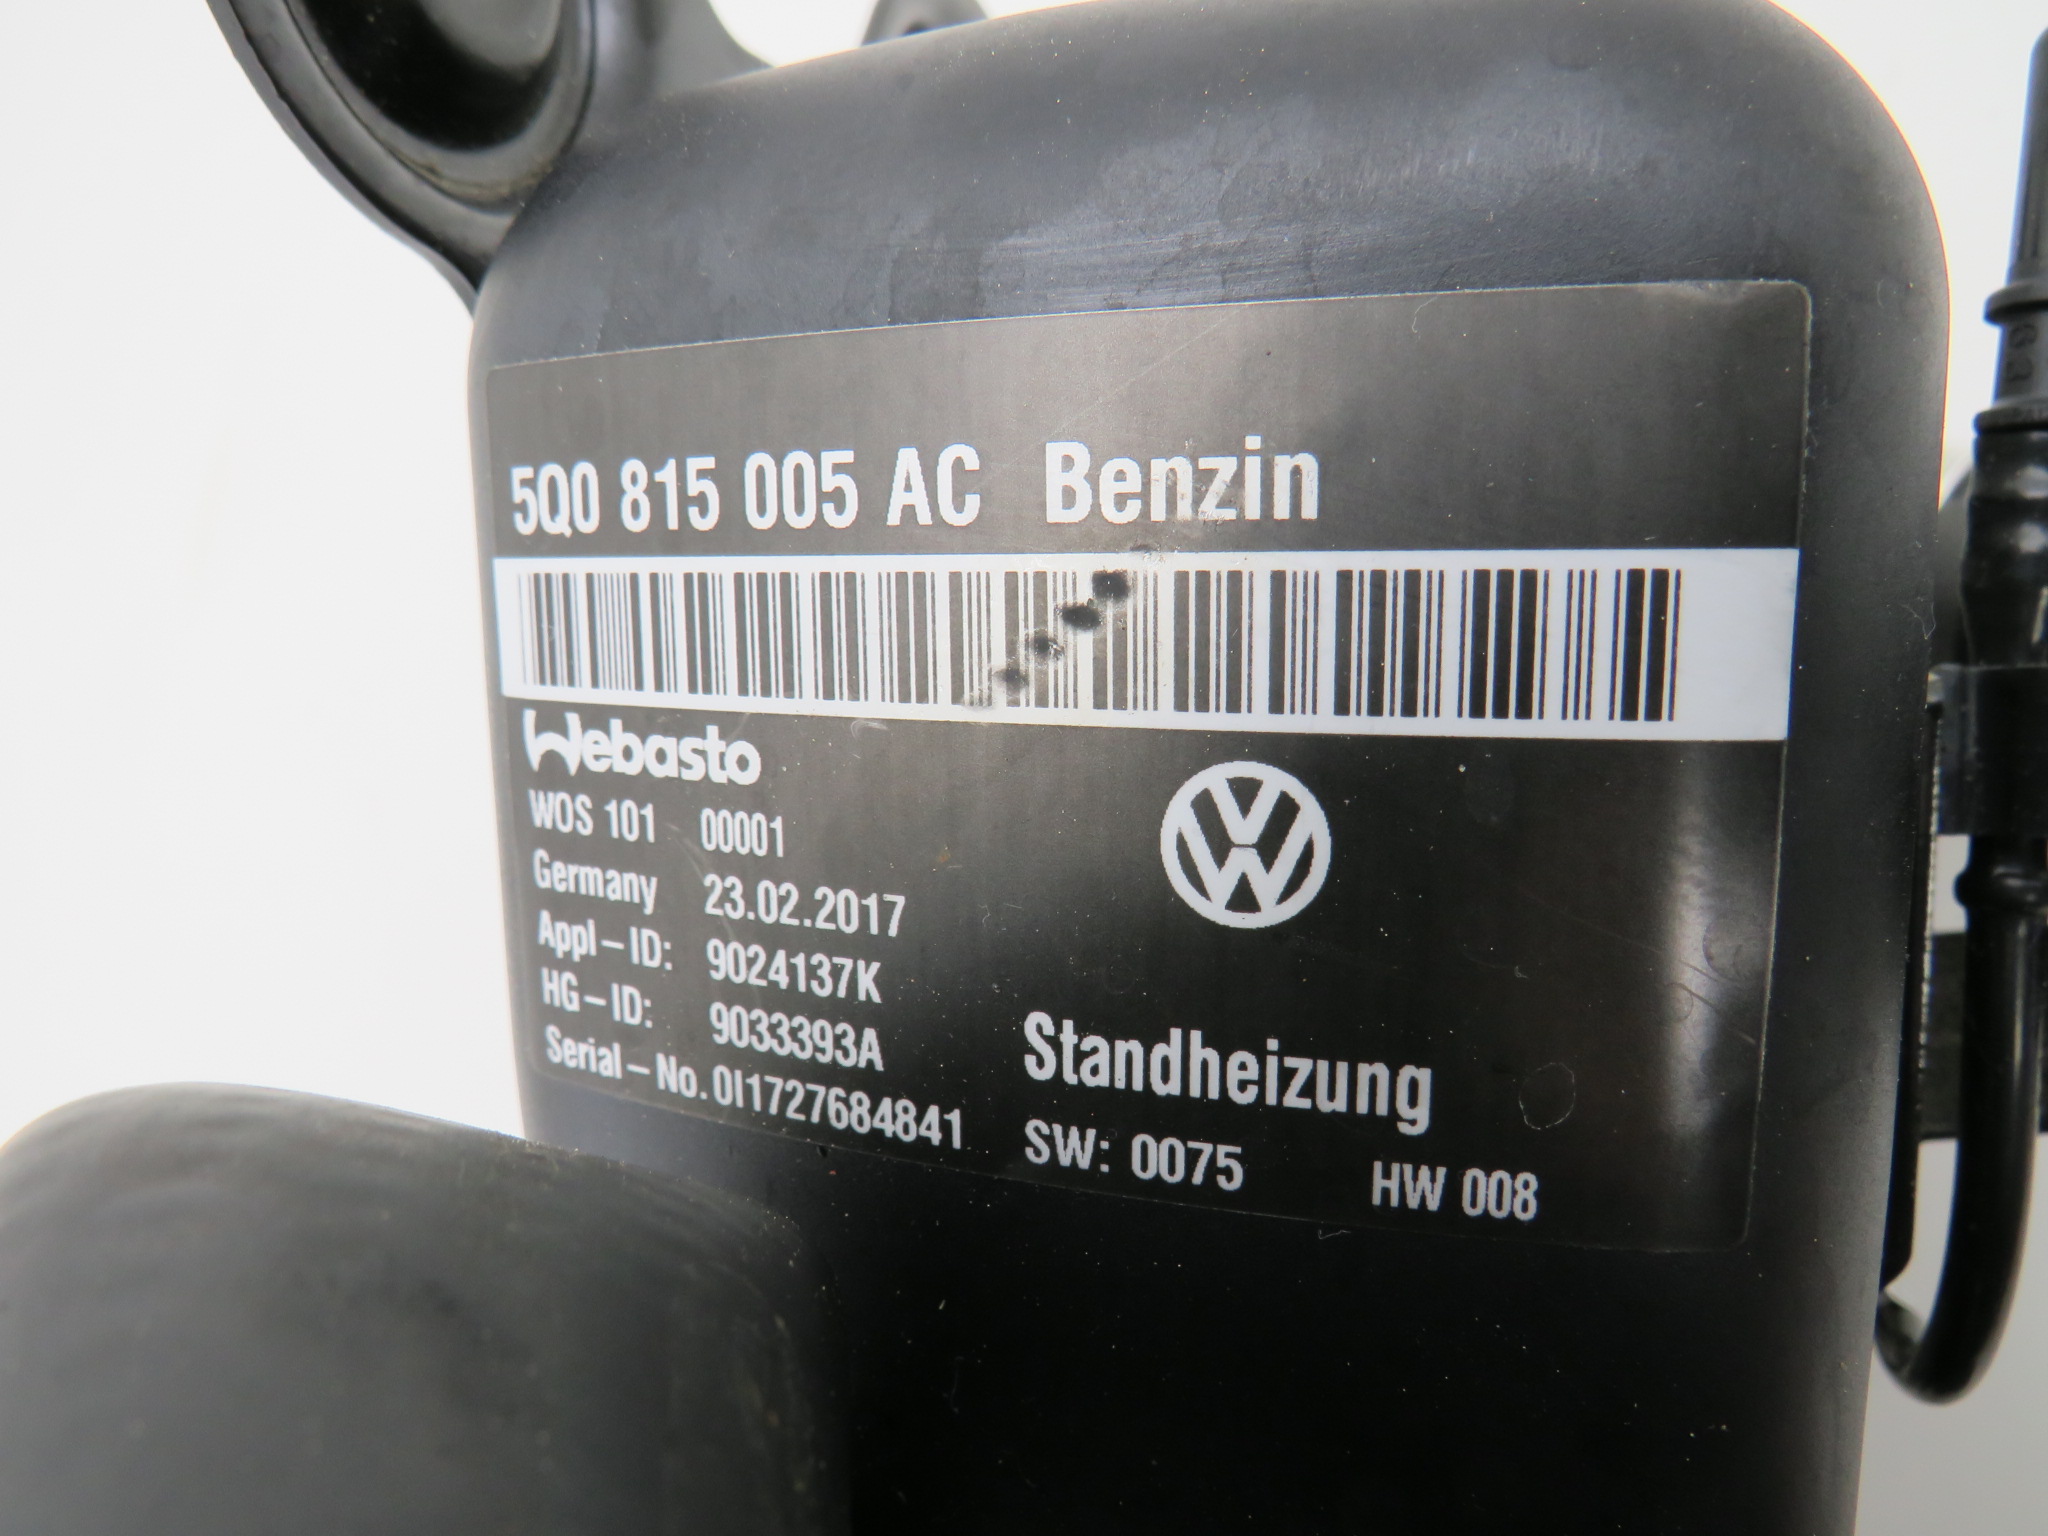 5Q0 815 005 AC Benzin
Webasto
WOS 101 00001
Germany 23.02.2017
Appl-ID: 9024137K
HG-ID: 9033393A
Serial-No. 0I1727684841
VW
Standheizung
SW: 0075 HW 008